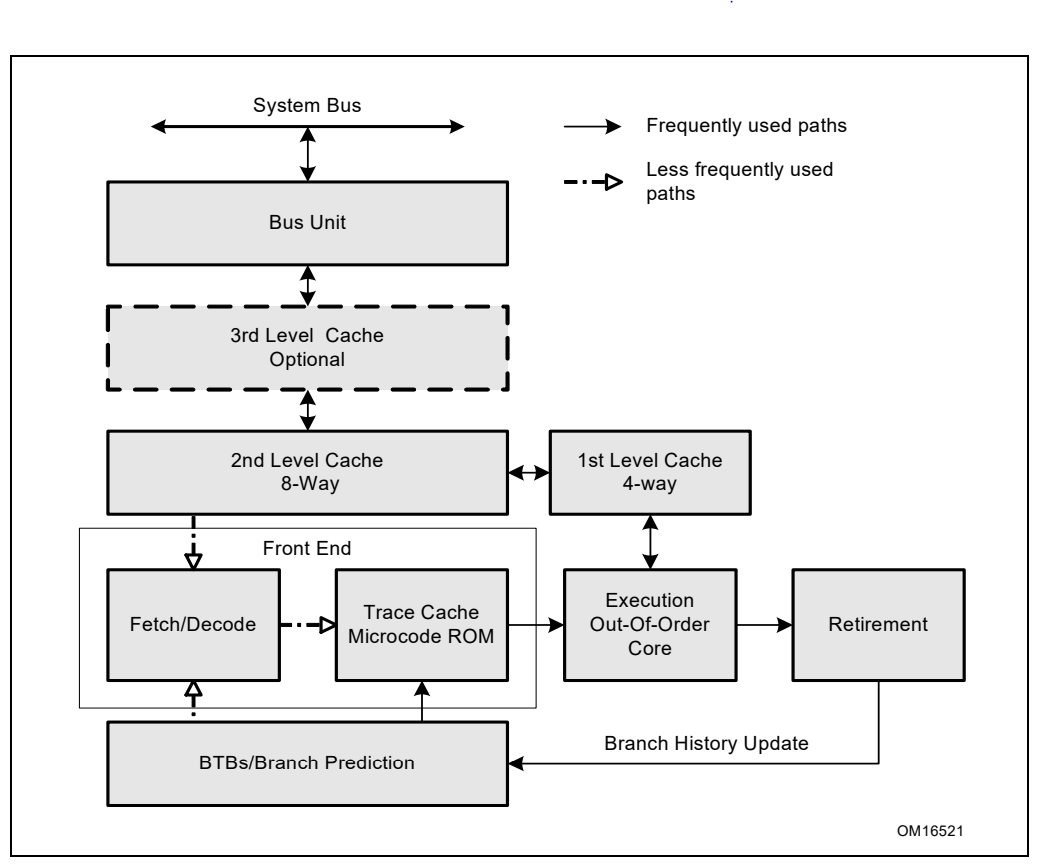 System Bus
Frequently used paths
Less frequently used
paths
Bus Unit
3rd Level Cache
Optional
2nd Level Cache
8-Way
1st Level Cache
4-way
Front End
Fetch/Decode
Trace Cache
Microcode ROM
Execution
Out-Of-Order
Core
Retirement
Branch History Update
BTBs/Branch Prediction
OM16521